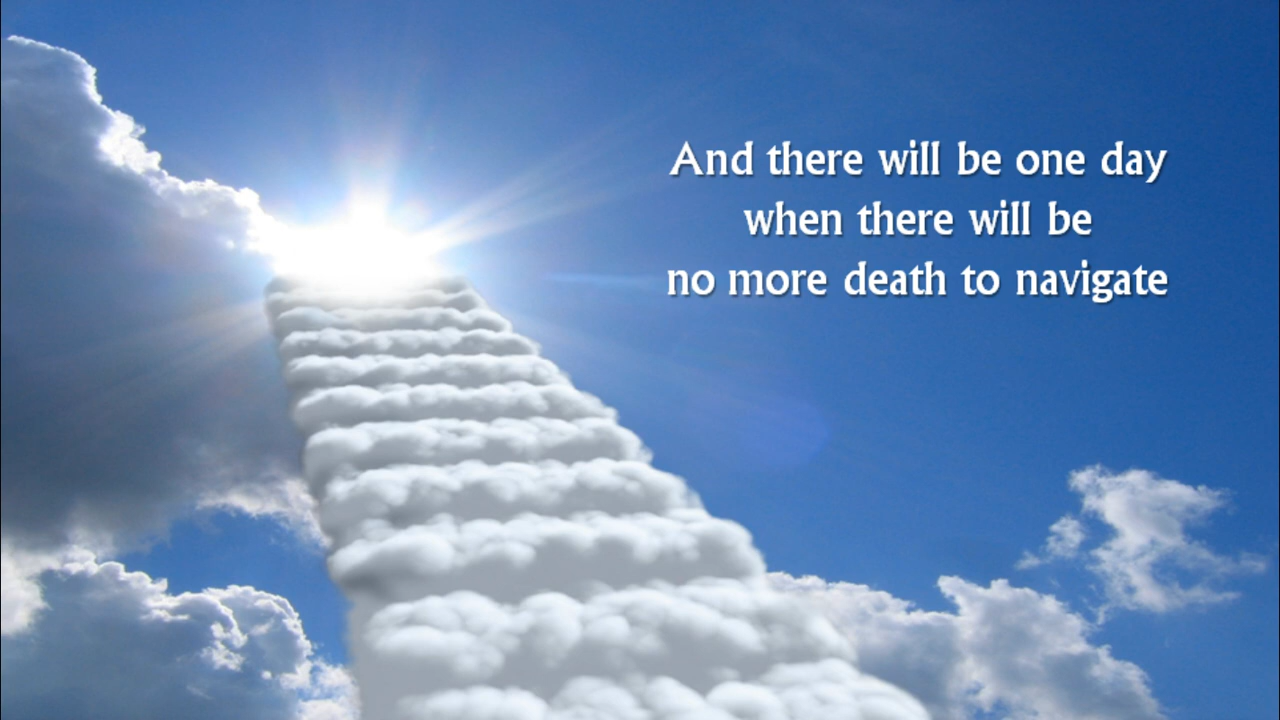 And there will be one day
when there will be
no more death to navigate